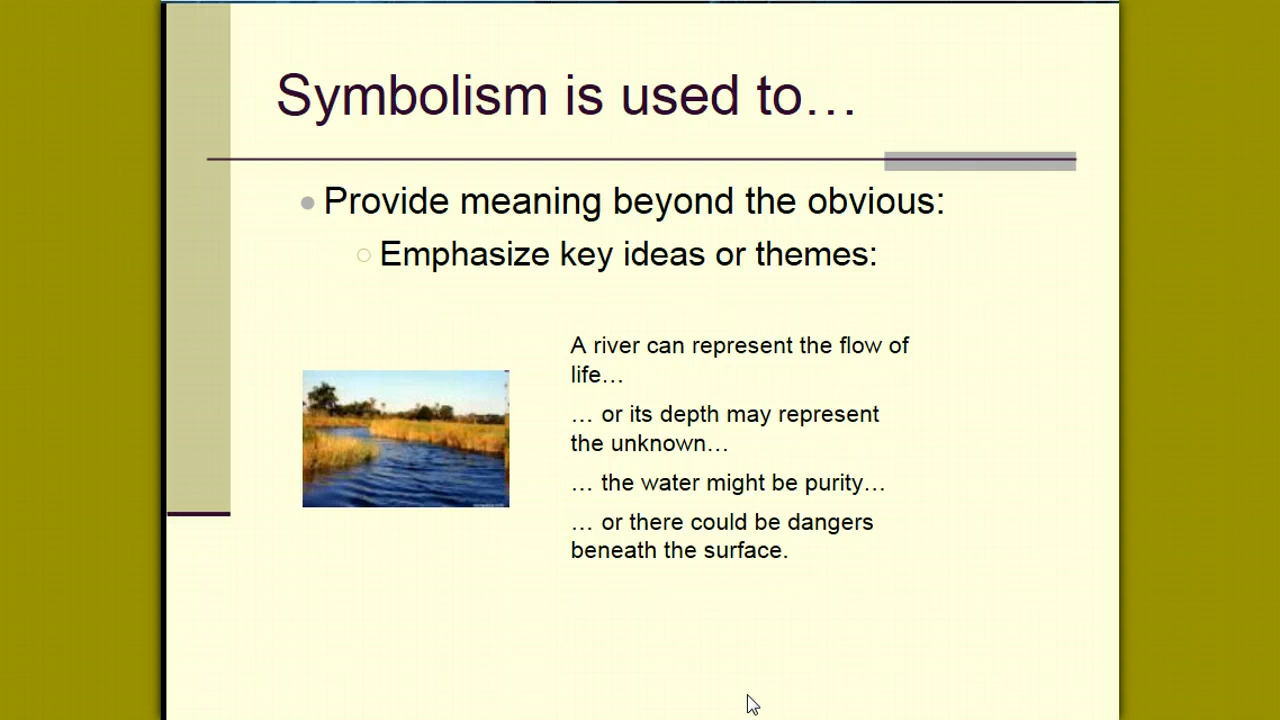 Symbolism is used to…
Provide meaning beyond the obvious:
Emphasize key ideas or themes:
A river can represent the flow of
life…
… or its depth may represent
the unknown…
… the water might be purity…
… or there could be dangers
beneath the surface.